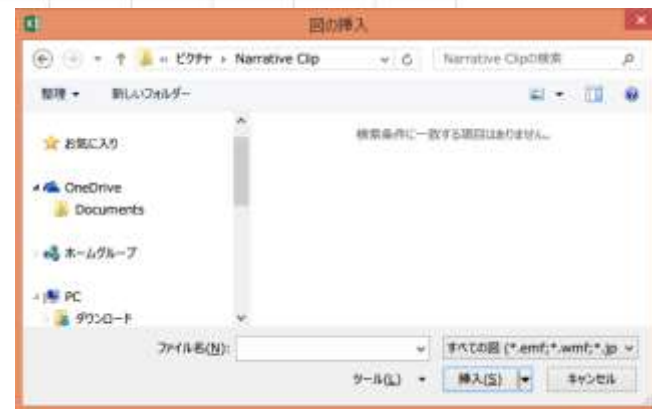 図の挿入
« ピクチャ › Narrative Clip
Narrative Clipの検索
整理 新しいフォルダー
検索条件に一致する項目はありません。
お気に入り
OneDrive
Documents
ホームグループ
PC
ダウンロード
ファイル名(N):
すべての図 (*.emf;*.wmf;*.jp
ツール(L) 挿入(S) キャンセル